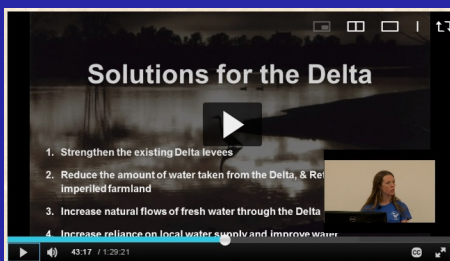 Solutions for the Delta
1. Strengthen the existing Delta levees
2. Reduce the amount of water taken from the Delta, & Ret
imperiled farmland
3. Increase natural flows of fresh water through the Delta
4. Increase reliance on local water supply and improve water
43:17 / 1:29:21
CC